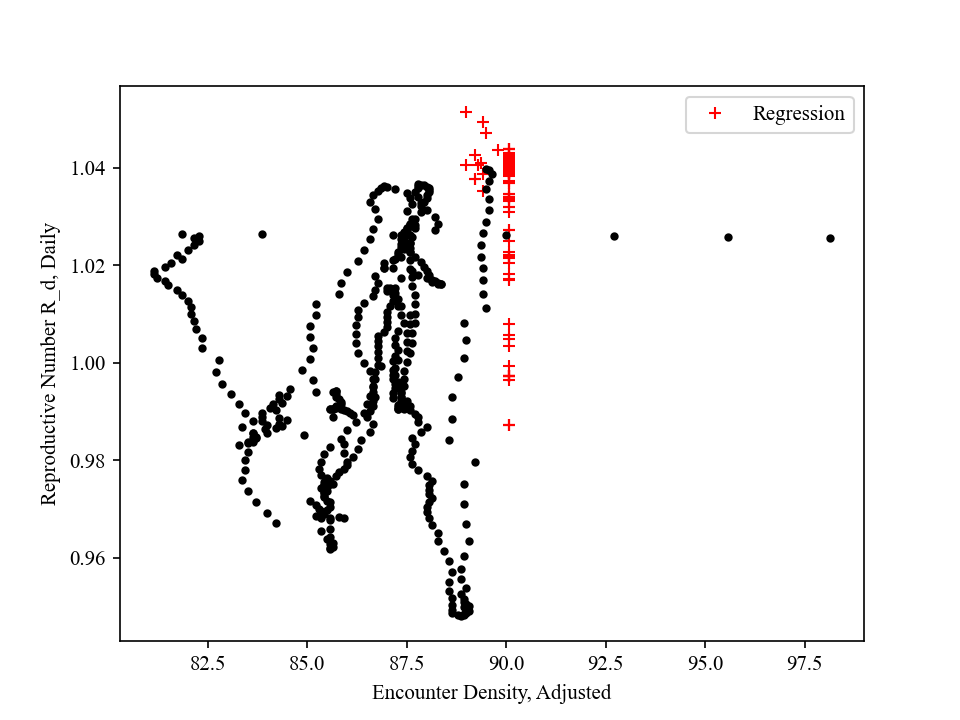 Regression
Reproductive Number R_d, Daily
1.04
1.02
1.00
0.98
0.96
82.5 85.0 87.5 90.0 92.5 95.0 97.5
Encounter Density, Adjusted